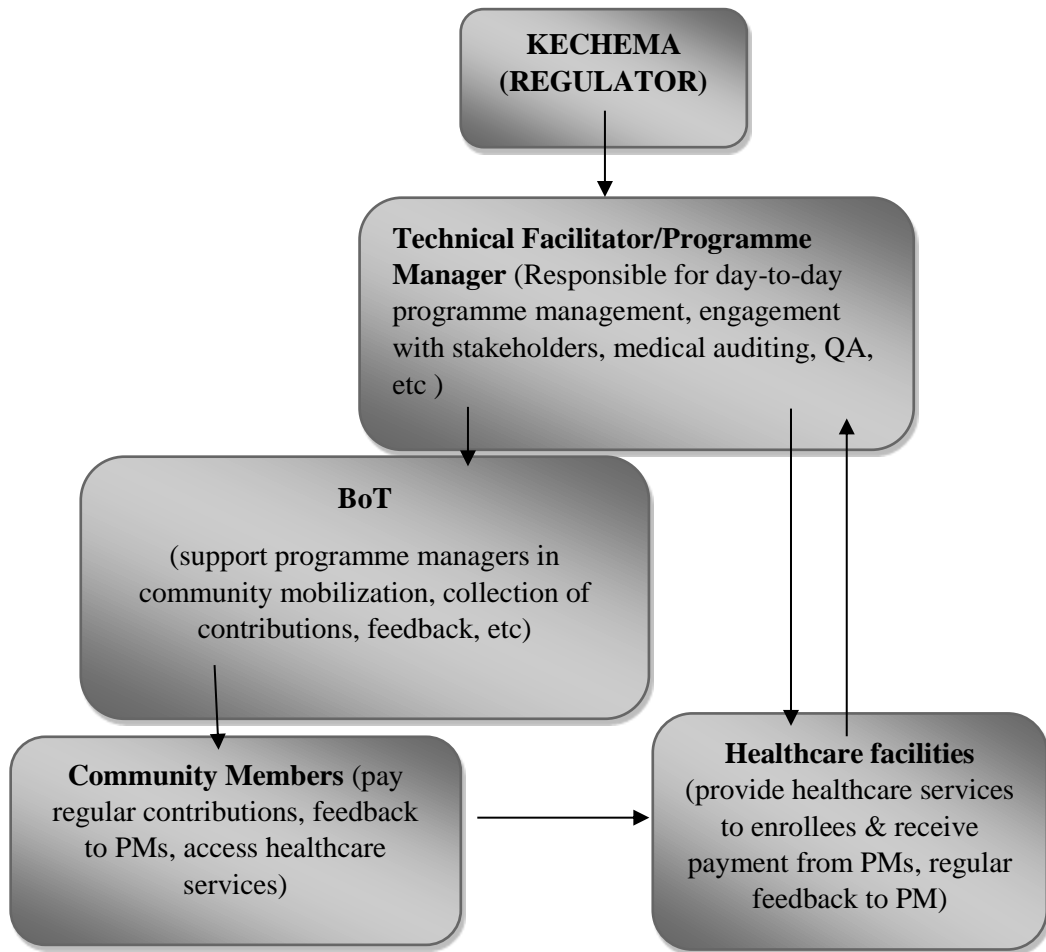 KECHEMA
(REGULATOR)
Technical Facilitator/Programme
Manager (Responsible for day-to-day
programme management, engagement
with stakeholders, medical auditing, QA,
etc )
BoT
(support programme managers in
community mobilization, collection of
contributions, feedback, etc)
Community Members (pay
regular contributions, feedback
to PMs, access healthcare
services)
Healthcare facilities
(provide healthcare services
to enrollees & receive
payment from PMs, regular
feedback to PM)